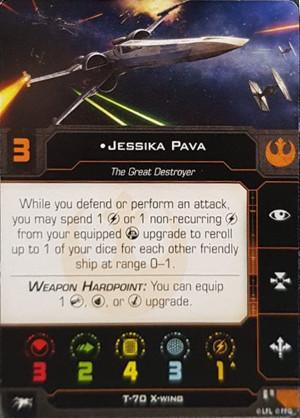 •Jessika Pava
3
The Great Destroyer
While you defend or perform an attack,
you may spend 1 or 1 non-recurring
from your equipped upgrade to reroll
up to 1 of your dice for each other friendly
ship at range 0–1.
Weapon Hardpoint: You can equip
1 , , or upgrade.
3 2 4 3 1
T-70 X-wing